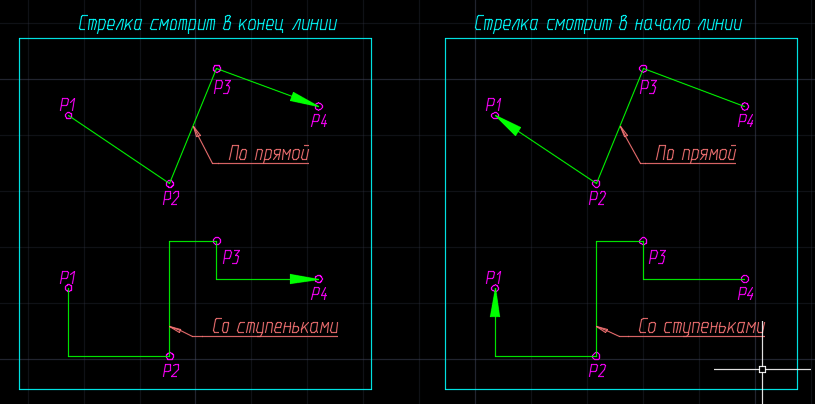 Стрелка смотрит в конец линии
Стрелка смотрит в начало линии
P1
P3
P4
По прямой
P2
P1
P3
P4
По прямой
P2
P1
P3
P4
Со ступеньками
P2
P1
P3
P4
Со ступеньками
P2